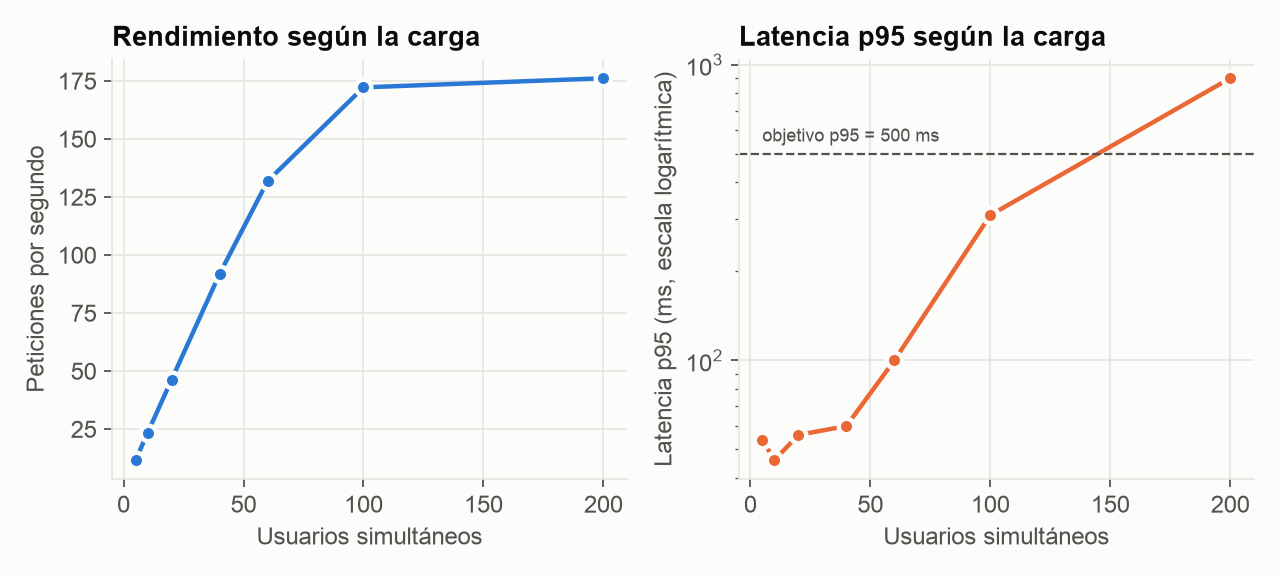 Rendimiento según la carga
Peticiones por segundo
175
150
125
100
75
50
25
0
50
100
150
200
Usuarios simultáneos
Latencia p95 según la carga
Latencia p95 (ms, escala logarítmica)
10³
10²
objetivo p95 = 500 ms
0
50
100
150
200
Usuarios simultáneos